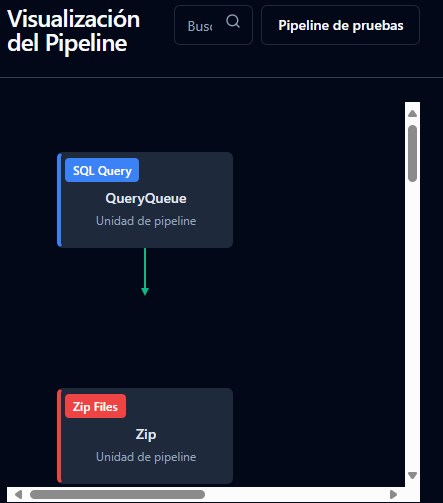 Visualización
del Pipeline
Busc
Pipeline de pruebas
SQL Query
QueryQueue
Unidad de pipeline
Zip Files
Zip
Unidad de pipeline